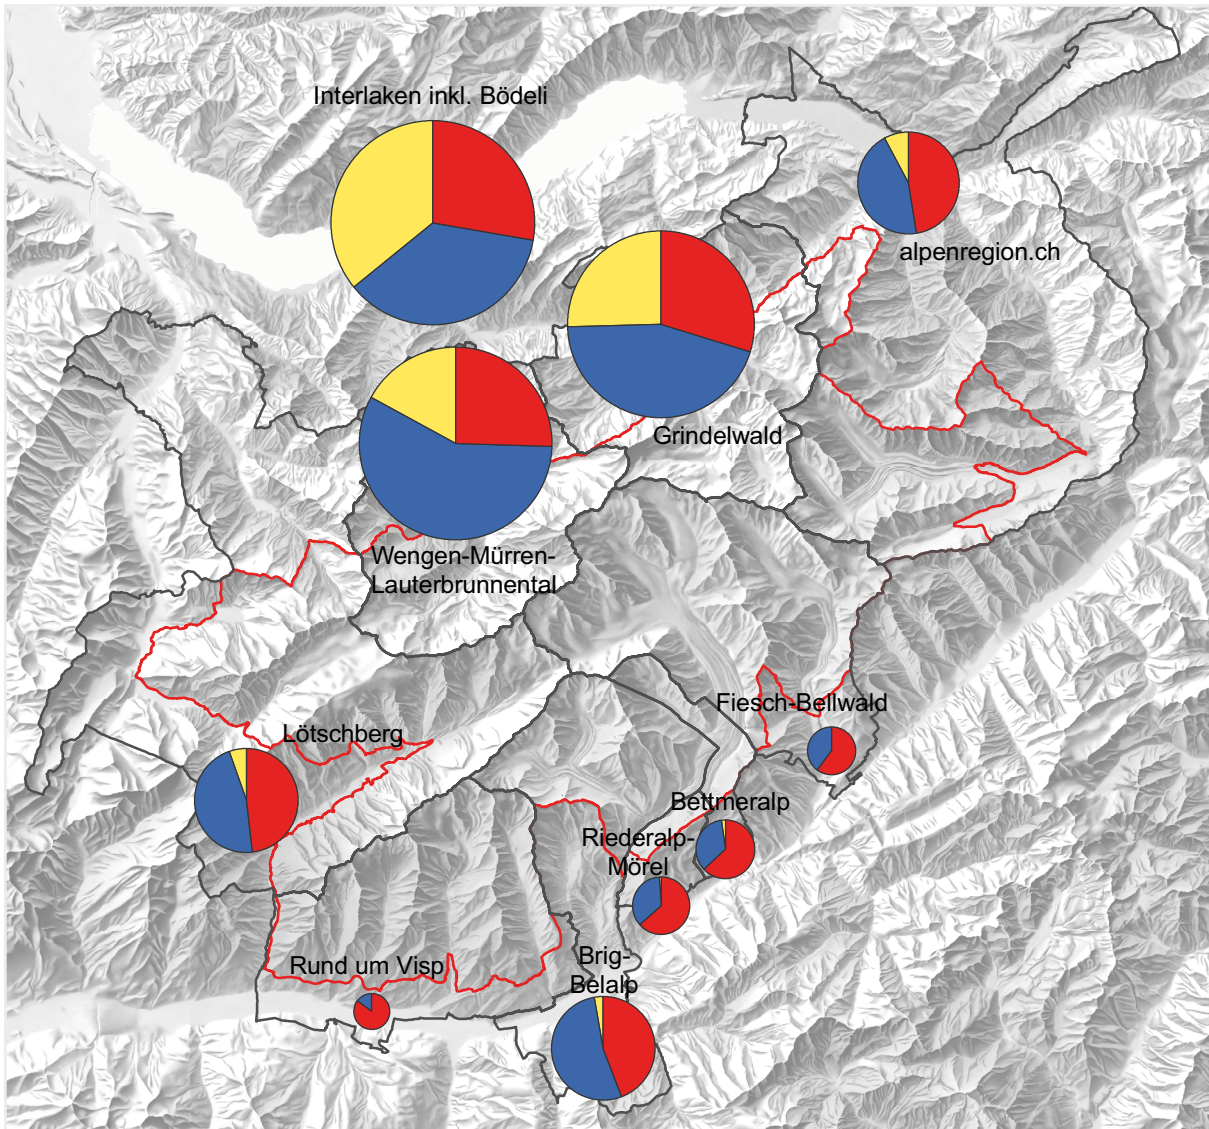 Interlaken inkl. Bödeli
alpenregion.ch
Grindelwald
Wengen-Mürren-
Lauterbrunnental
Fiesch-Bellwald
Lötschberg
Bettmeralp
Riederalp-
Mörel
Brig-
Belalp
Rund um Visp